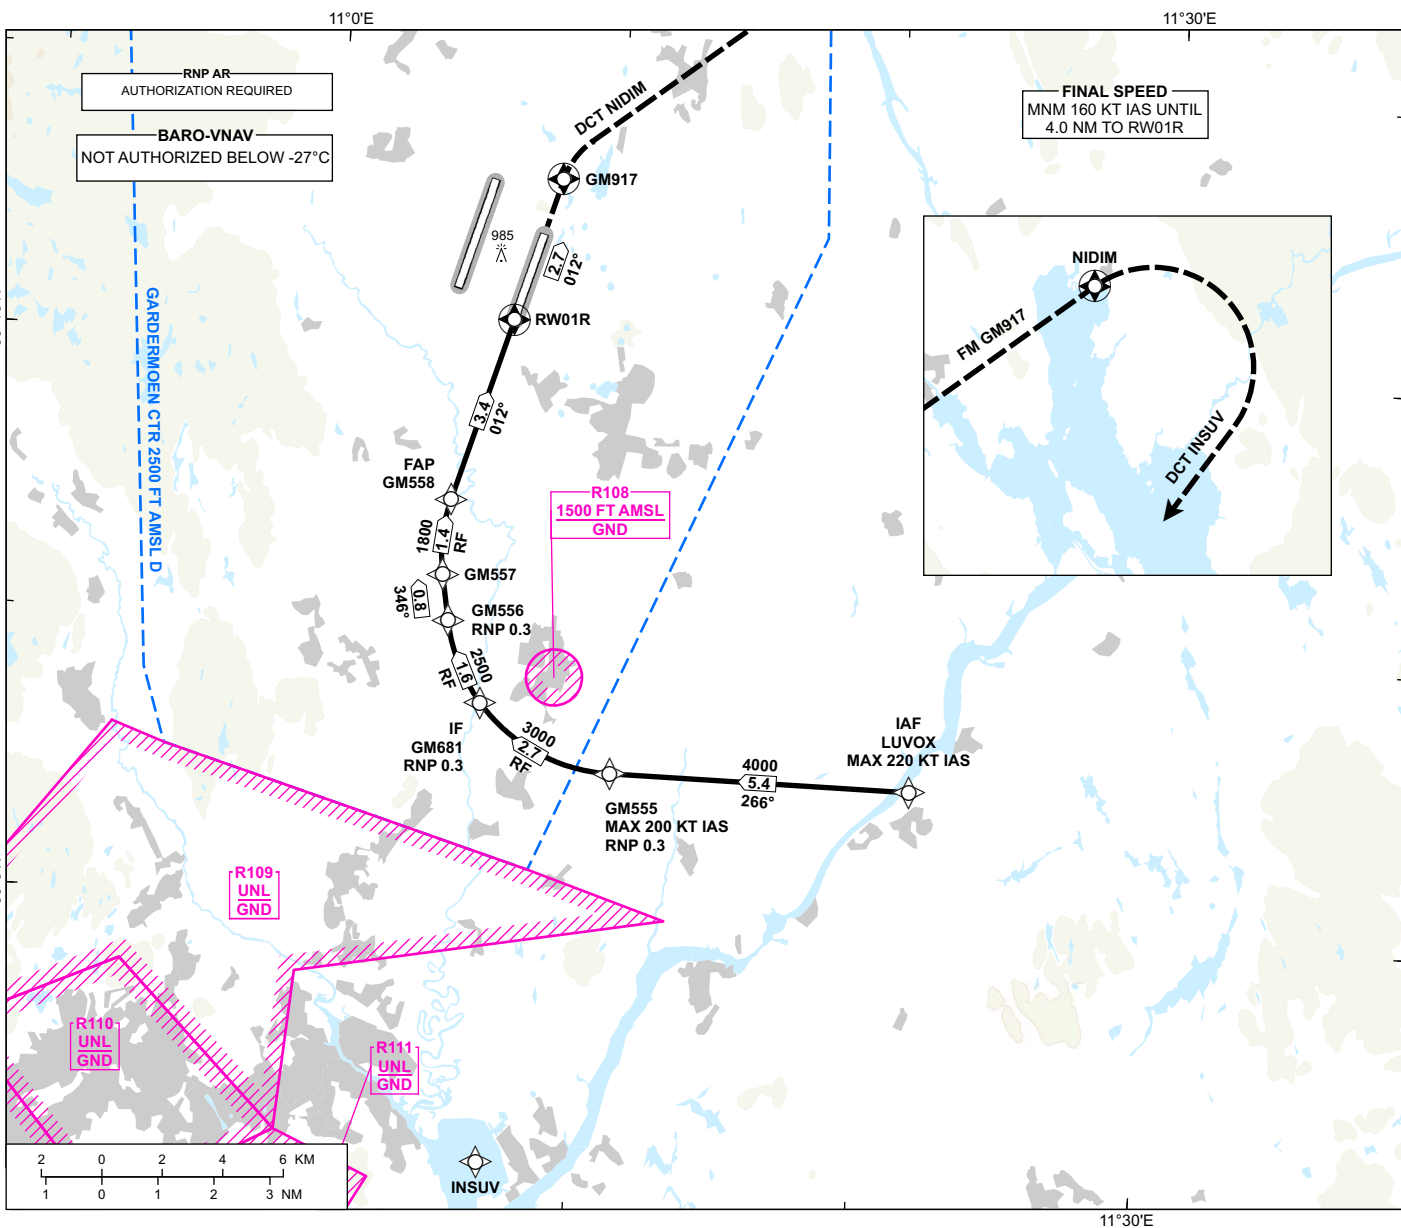 11°0'E
11°30'E
RNP AR
AUTHORIZATION REQUIRED
BARO-VNAV
NOT AUTHORIZED BELOW -27°C
FINAL SPEED
MNM 160 KT IAS UNTIL
4.0 NM TO RW01R
DCT NIDIM
GM917
985
2.7
012°
RW01R
NIDIM
FM GM917
DCT INSUV
GARDERMOEN CTR 2500 FT AMSL D
3.4
012°
FAP
GM558
R108
1500 FT AMSL
GND
1800
1.4
RF
GM557
0.8
346°
GM556
RNP 0.3
2500
1.6
RF
IF
GM681
RNP 0.3
3000
2.7
RF
IAF
LUVOX
MAX 220 KT IAS
4000
5.4
266°
GM555
MAX 200 KT IAS
RNP 0.3
R109
UNL
GND
R110
UNL
GND
R111
UNL
GND
2 0 2 4 6 KM
1 0 1 2 3 NM
INSUV
11°30'E